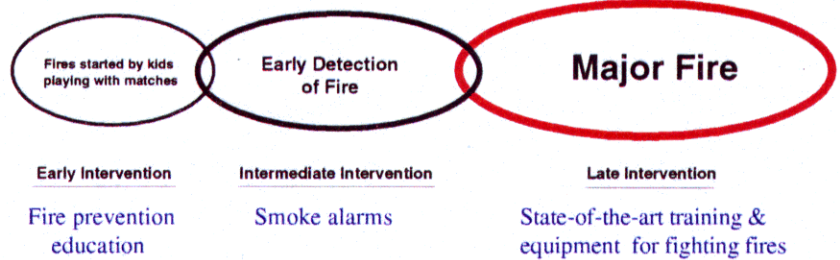 Fires started by kids
playing with matches
Early Detection
of Fire
Major Fire
Early Intervention
Intermediate Intervention
Late Intervention
Fire prevention
education
Smoke alarms
State-of-the-art training &
equipment for fighting fires